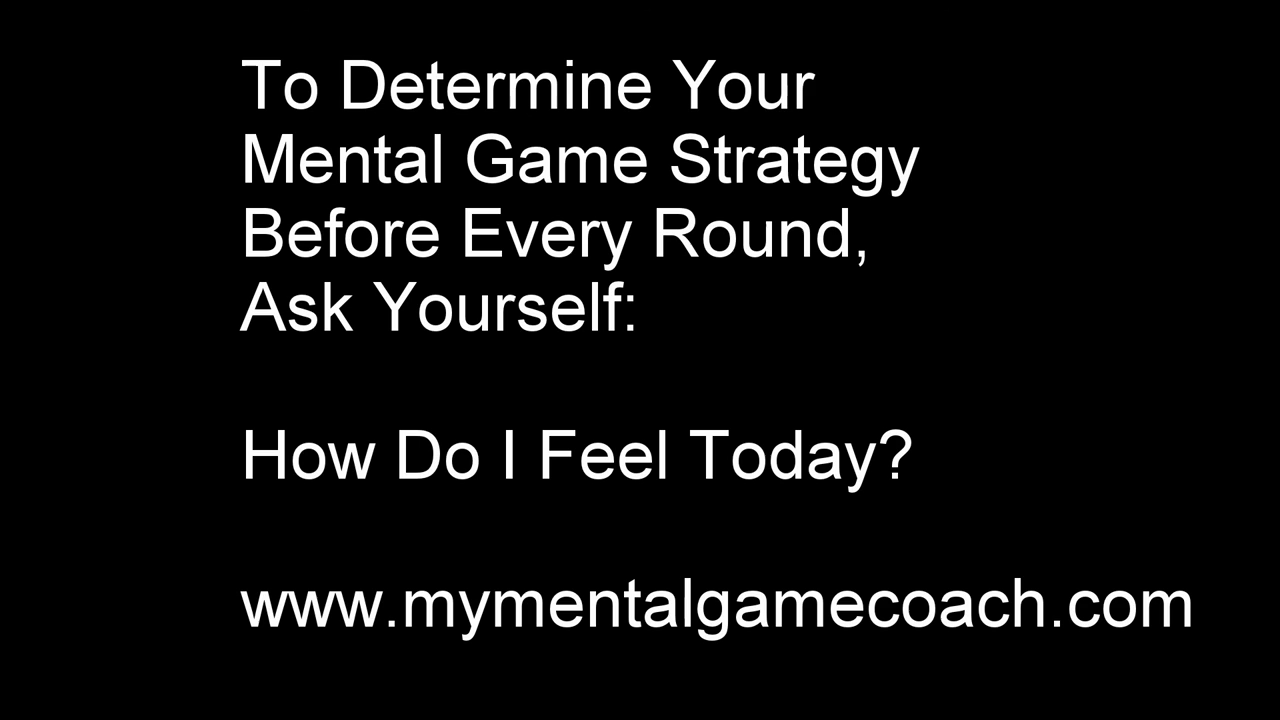 To Determine Your
Mental Game Strategy
Before Every Round,
Ask Yourself:
How Do I Feel Today?
www.mymentalgamecoach.com